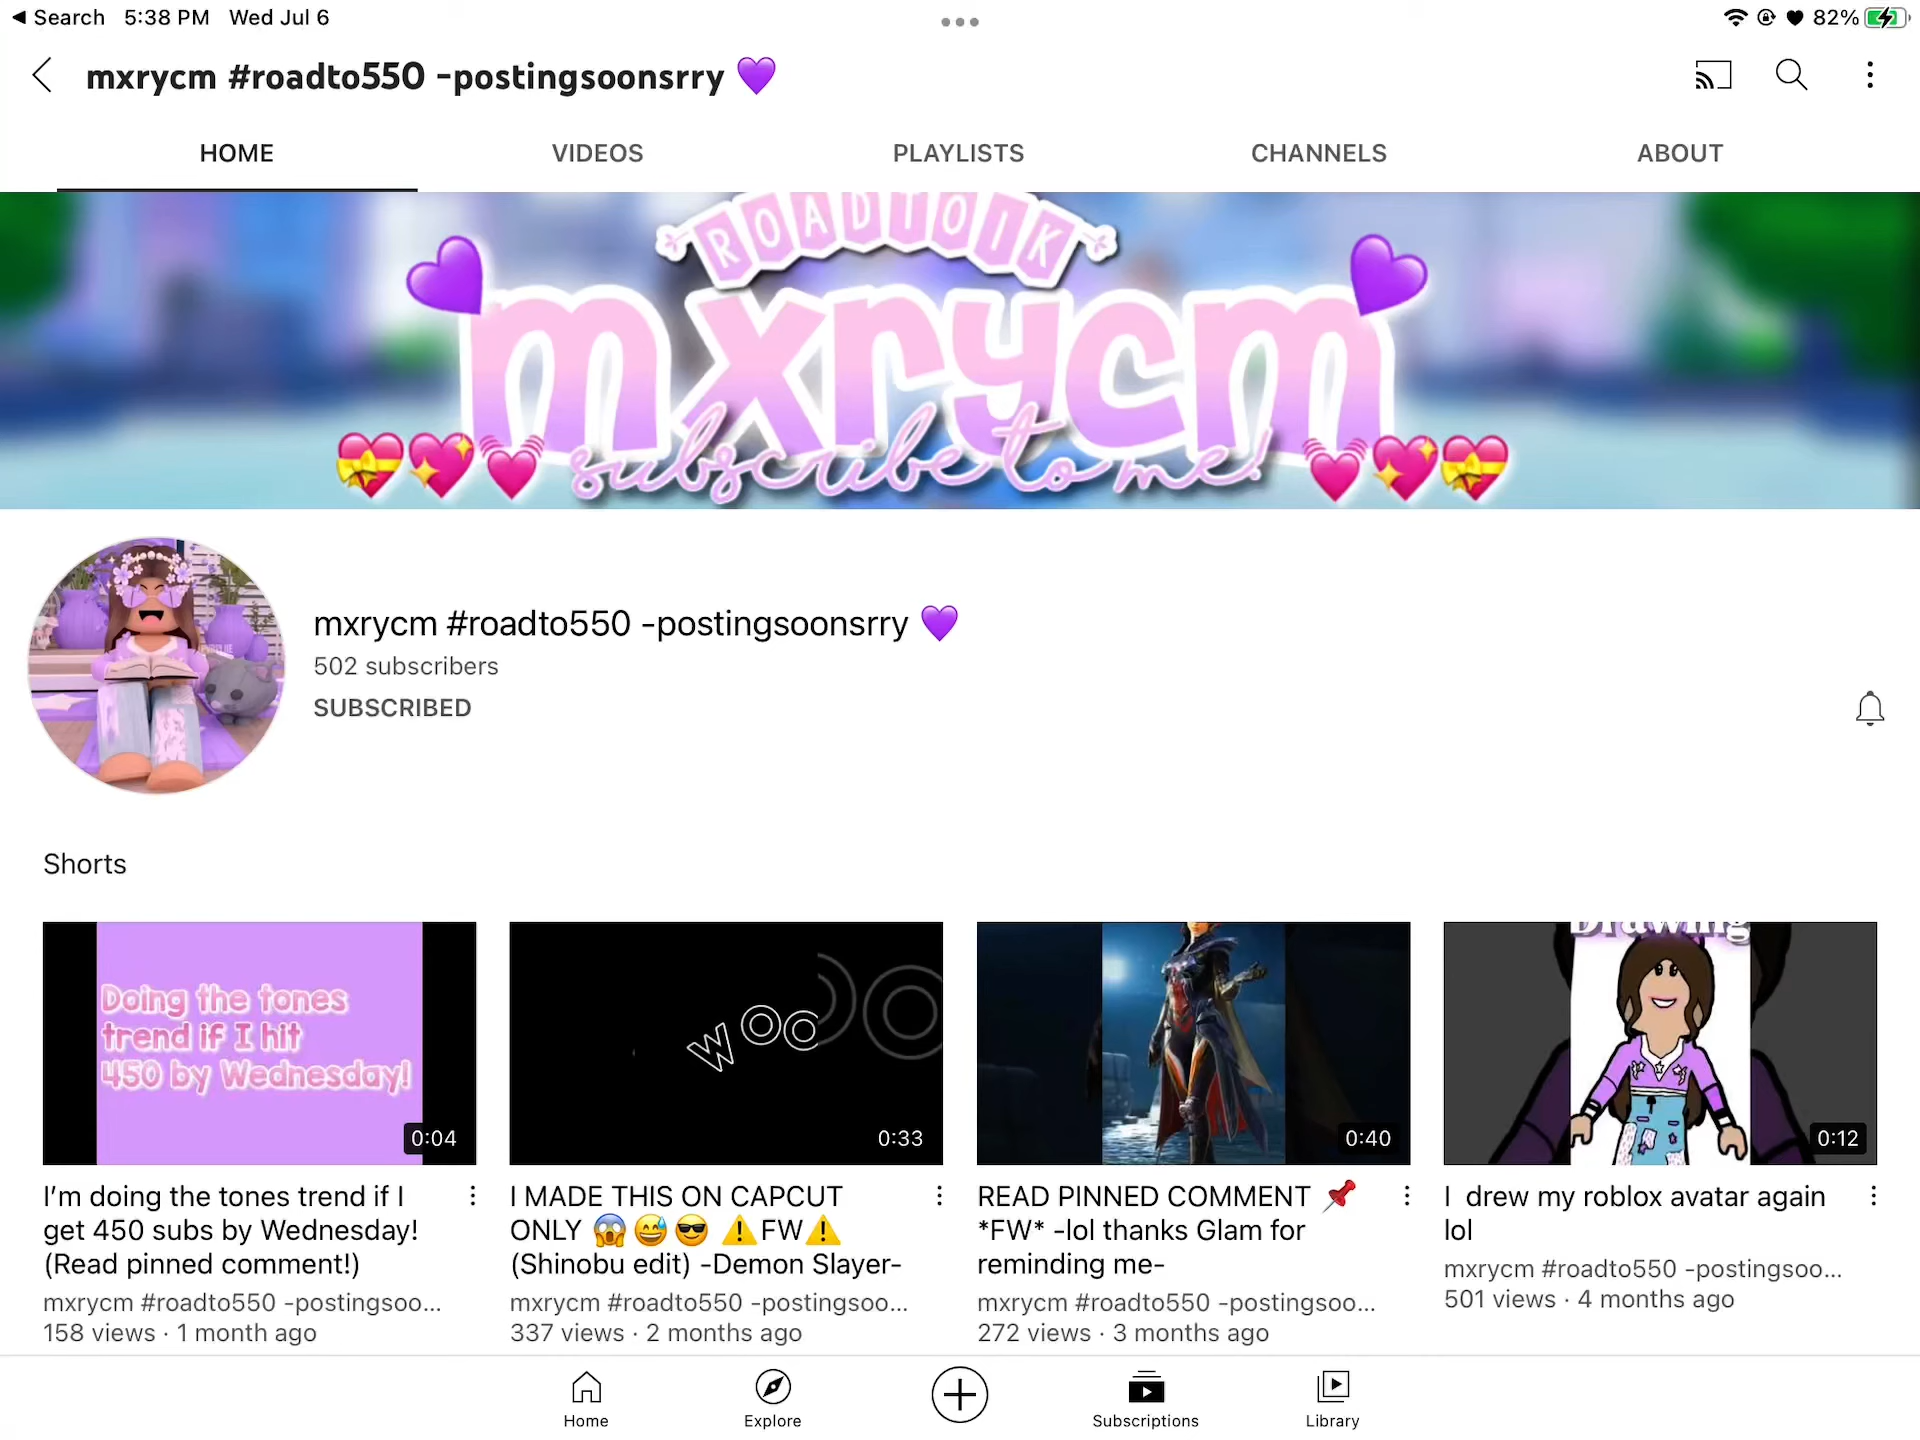 Search 5:38 PM Wed Jul 6
82%
mxrycm #roadto550 -postingsoonsrry 💜
HOME VIDEOS PLAYLISTS CHANNELS ABOUT
ROADTO1K
mxrycm
subscribe to me!
mxrycm #roadto550 -postingsoonsrry 💜
502 subscribers
SUBSCRIBED
Shorts
Doing the tones
trend if I hit
450 by Wednesday!
0:04
I'm doing the tones trend if I
get 450 subs by Wednesday!
(Read pinned comment!)
mxrycm #roadto550 -postingsoo...
158 views · 1 month ago
WOO
0:33
I MADE THIS ON CAPCUT
ONLY 😱😅😎 ⚠️FW⚠️
(Shinobu edit) -Demon Slayer-
mxrycm #roadto550 -postingsoo...
337 views · 2 months ago
0:40
READ PINNED COMMENT 📌
*FW* -lol thanks Glam for
reminding me-
mxrycm #roadto550 -postingsoo...
272 views · 3 months ago
Drawing
0:12
I drew my roblox avatar again
lol
mxrycm #roadto550 -postingsoo...
501 views · 4 months ago
Home Explore Subscriptions Library